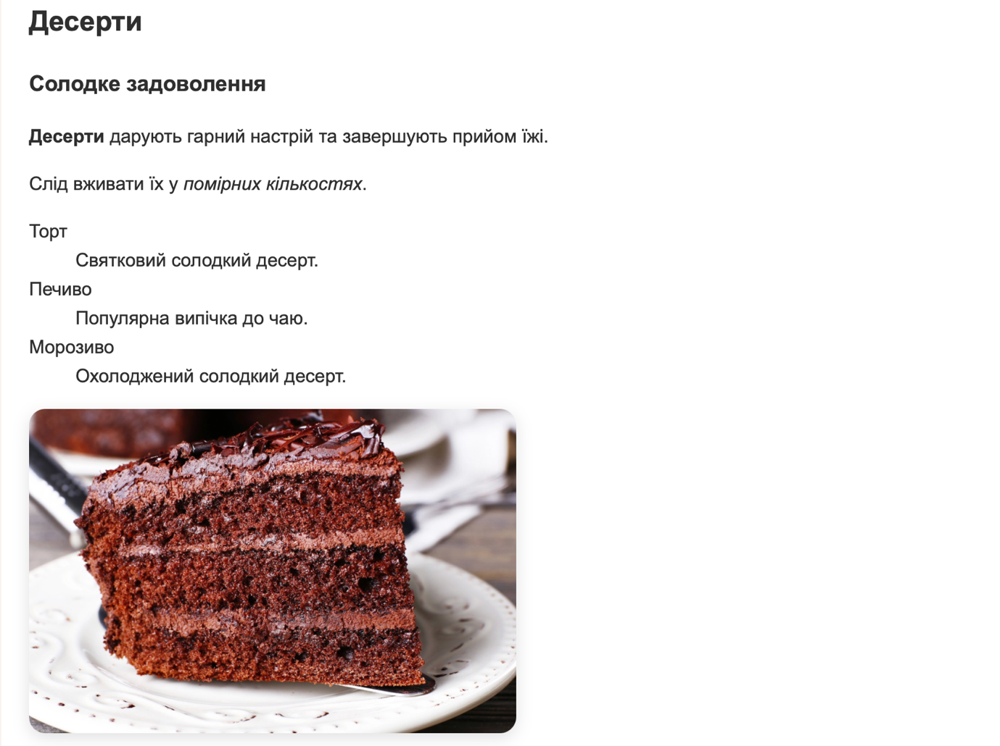 Десерти
Солодке задоволення
Десерти дарують гарний настрій та завершують прийом їжі.
Слід вживати їх у помірних кількостях.
Торт
Святковий солодкий десерт.
Печиво
Популярна випічка до чаю.
Морозиво
Охолоджений солодкий десерт.